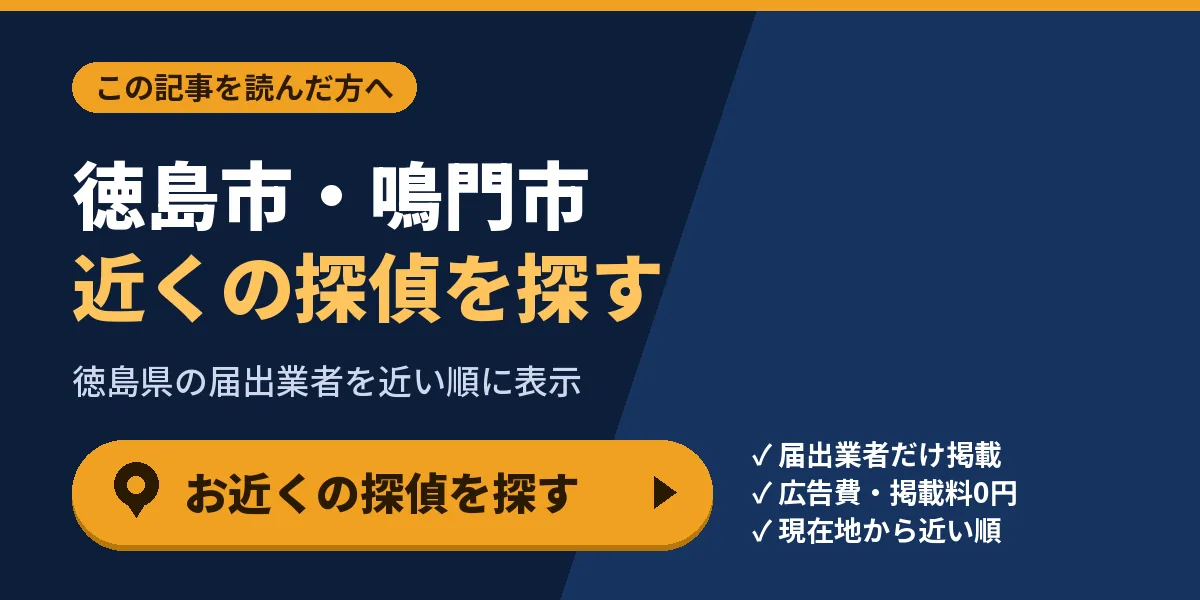 この記事を読んだ方へ
徳島市・鳴門市
近くの探偵を探す
徳島県の届出業者を近い順に表示
お近くの探偵を探す
✓届出業者だけ掲載
✓広告費・掲載料0円
✓現在地から近い順